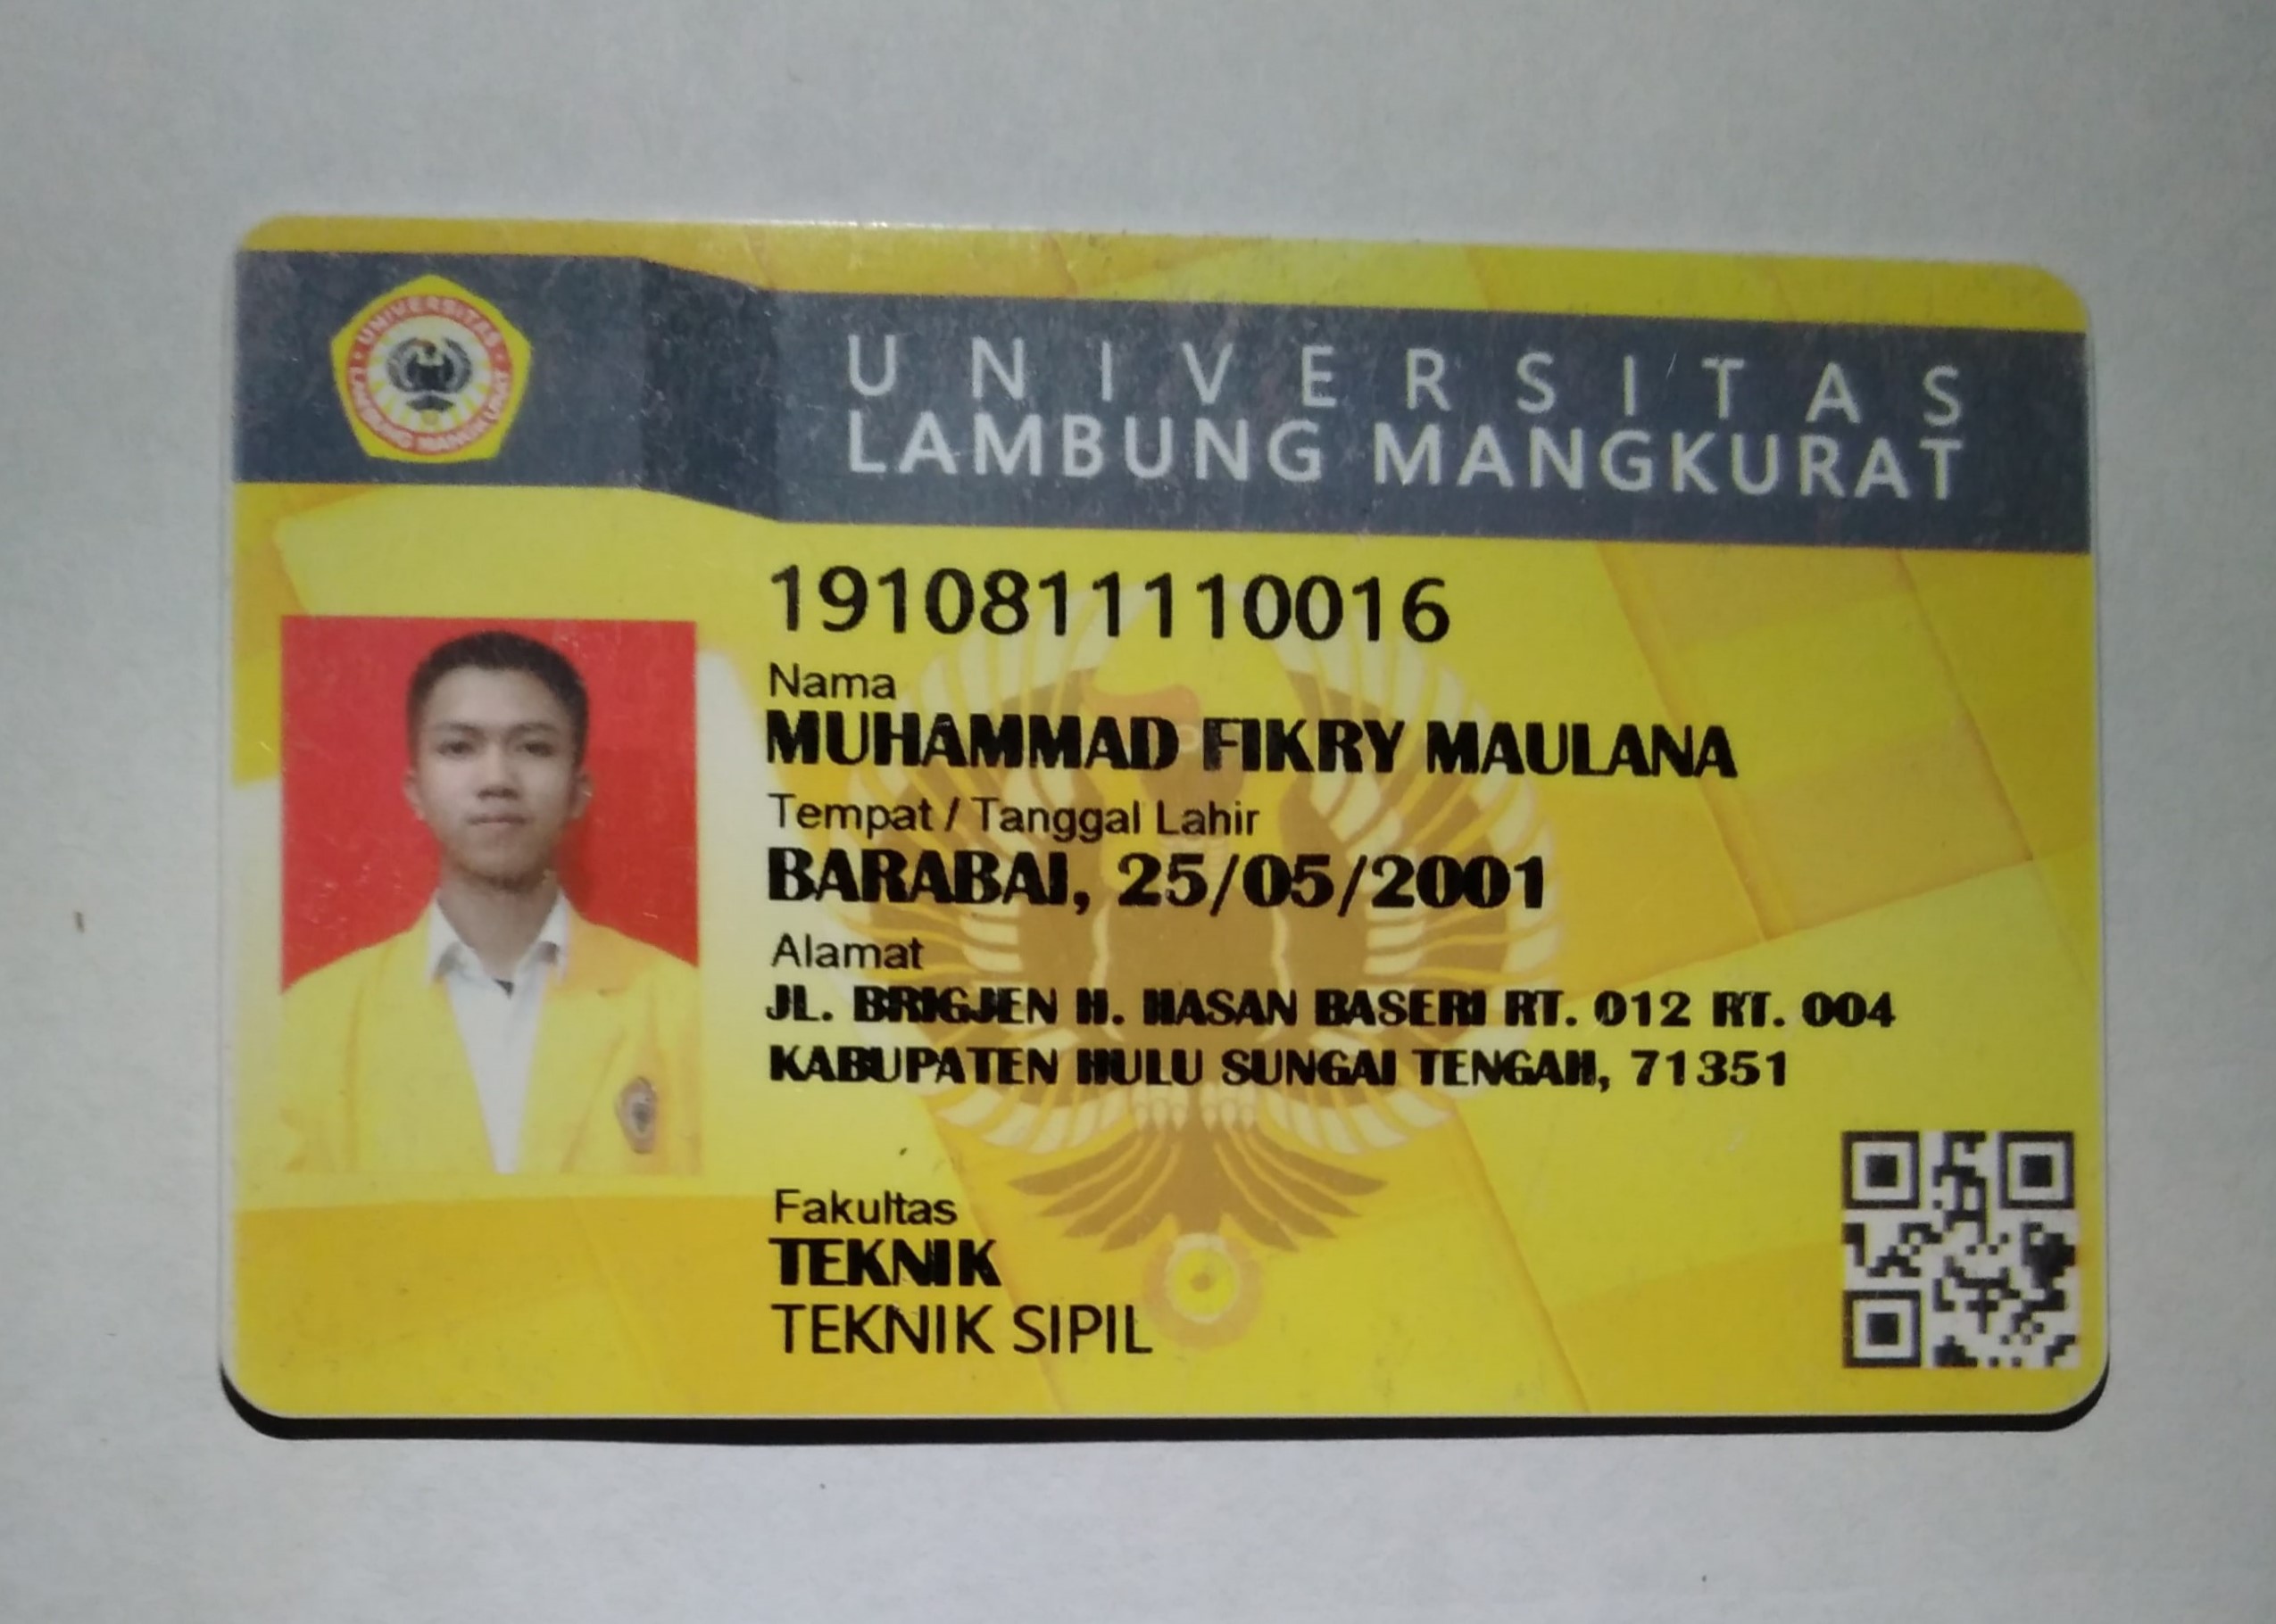 UNIVERSITAS
LAMBUNG MANGKURAT
UNIVERSITAS
LAMBUNG MANGKURAT
1910811110016
Nama
MUHAMMAD FIKRY MAULANA
Tempat / Tanggal Lahir
BARABAI, 25/05/2001
Alamat
JL. BRIGJEN H. HASAN BASERI RT. 012 RT. 004
KABUPATEN HULU SUNGAI TENGAH, 71351
Fakultas
TEKNIK
TEKNIK SIPIL